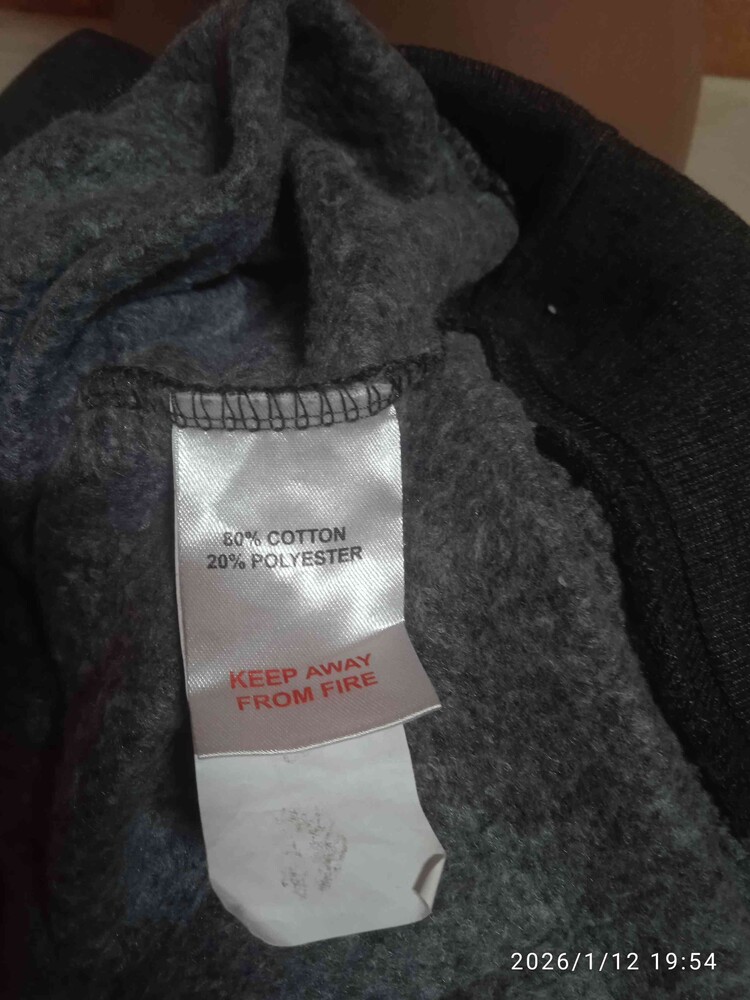 80% COTTON
20% POLYESTER
KEEP AWAY
FROM FIRE
2026/1/12 19:54